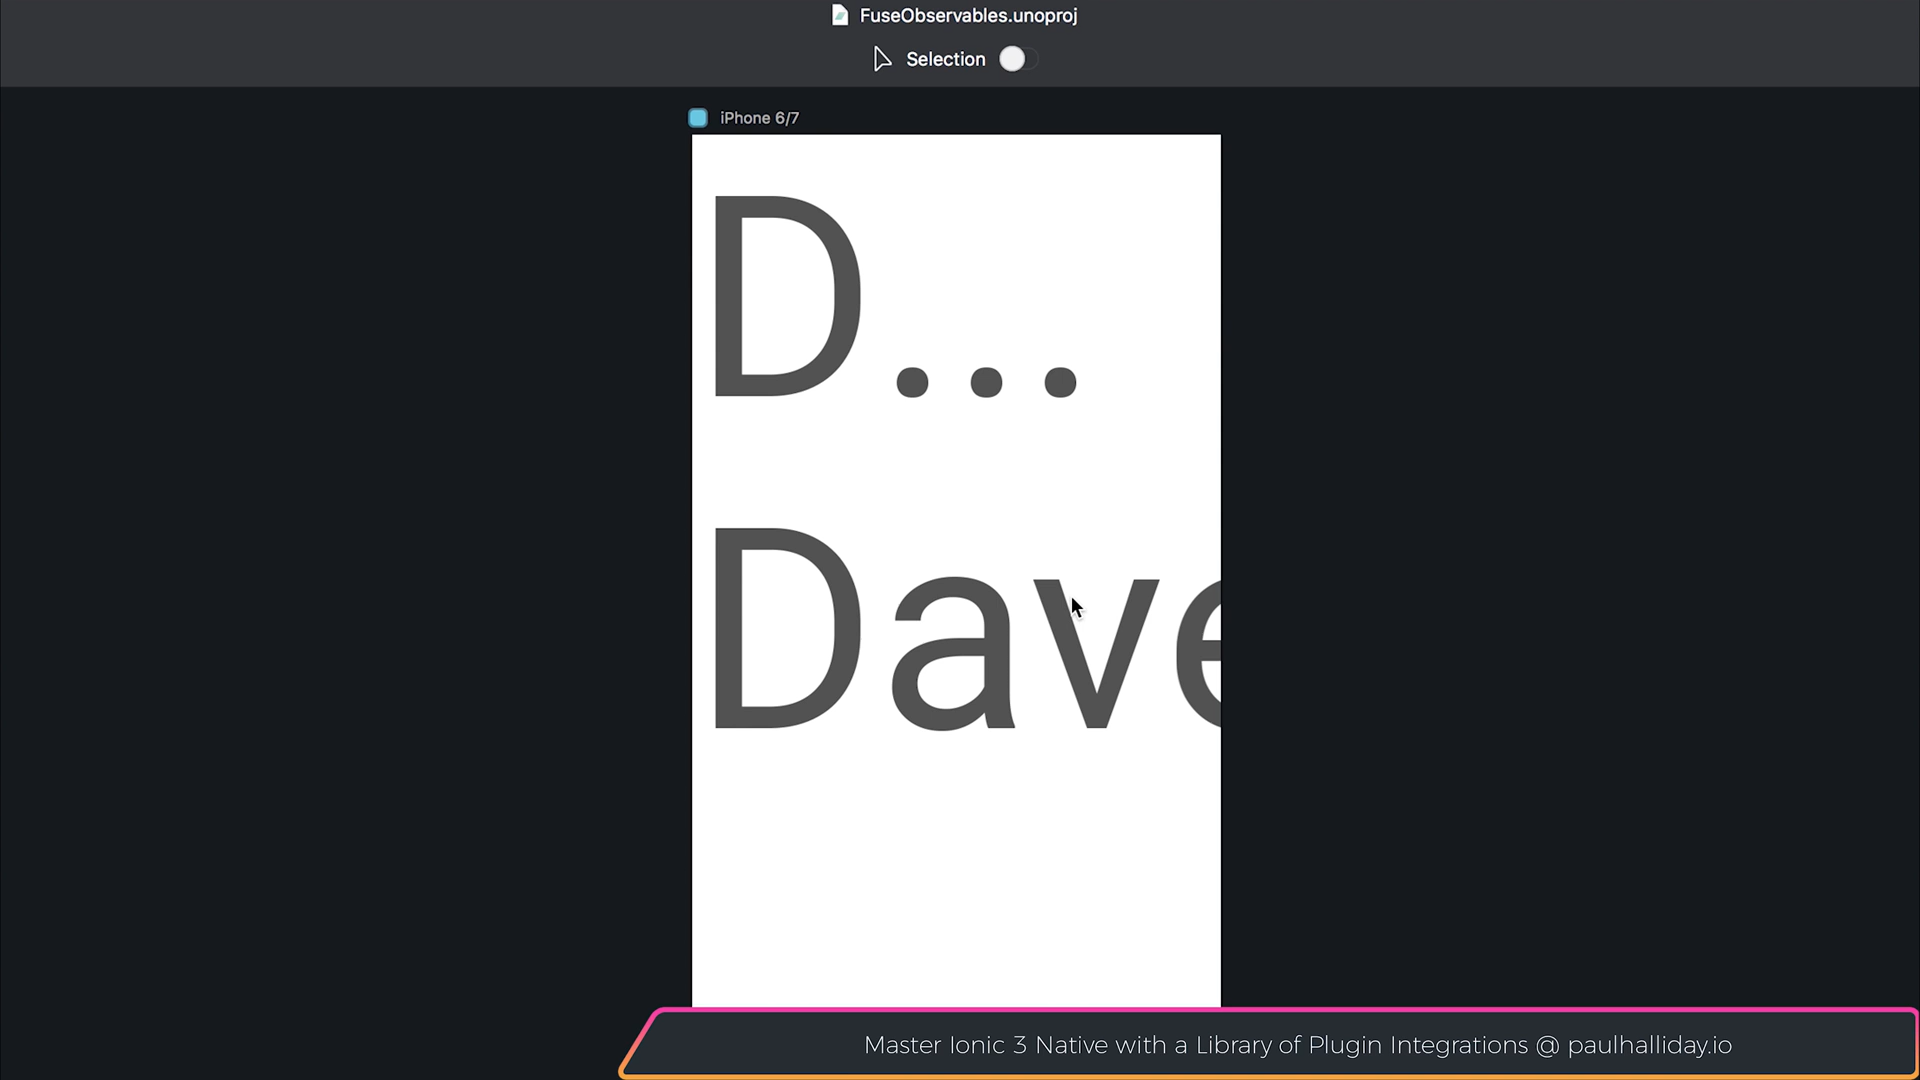 FuseObservables.unoproj
Selection
iPhone 6/7
D...
Dave
Master Ionic 3 Native with a Library of Plugin Integrations @ paulhalliday.io